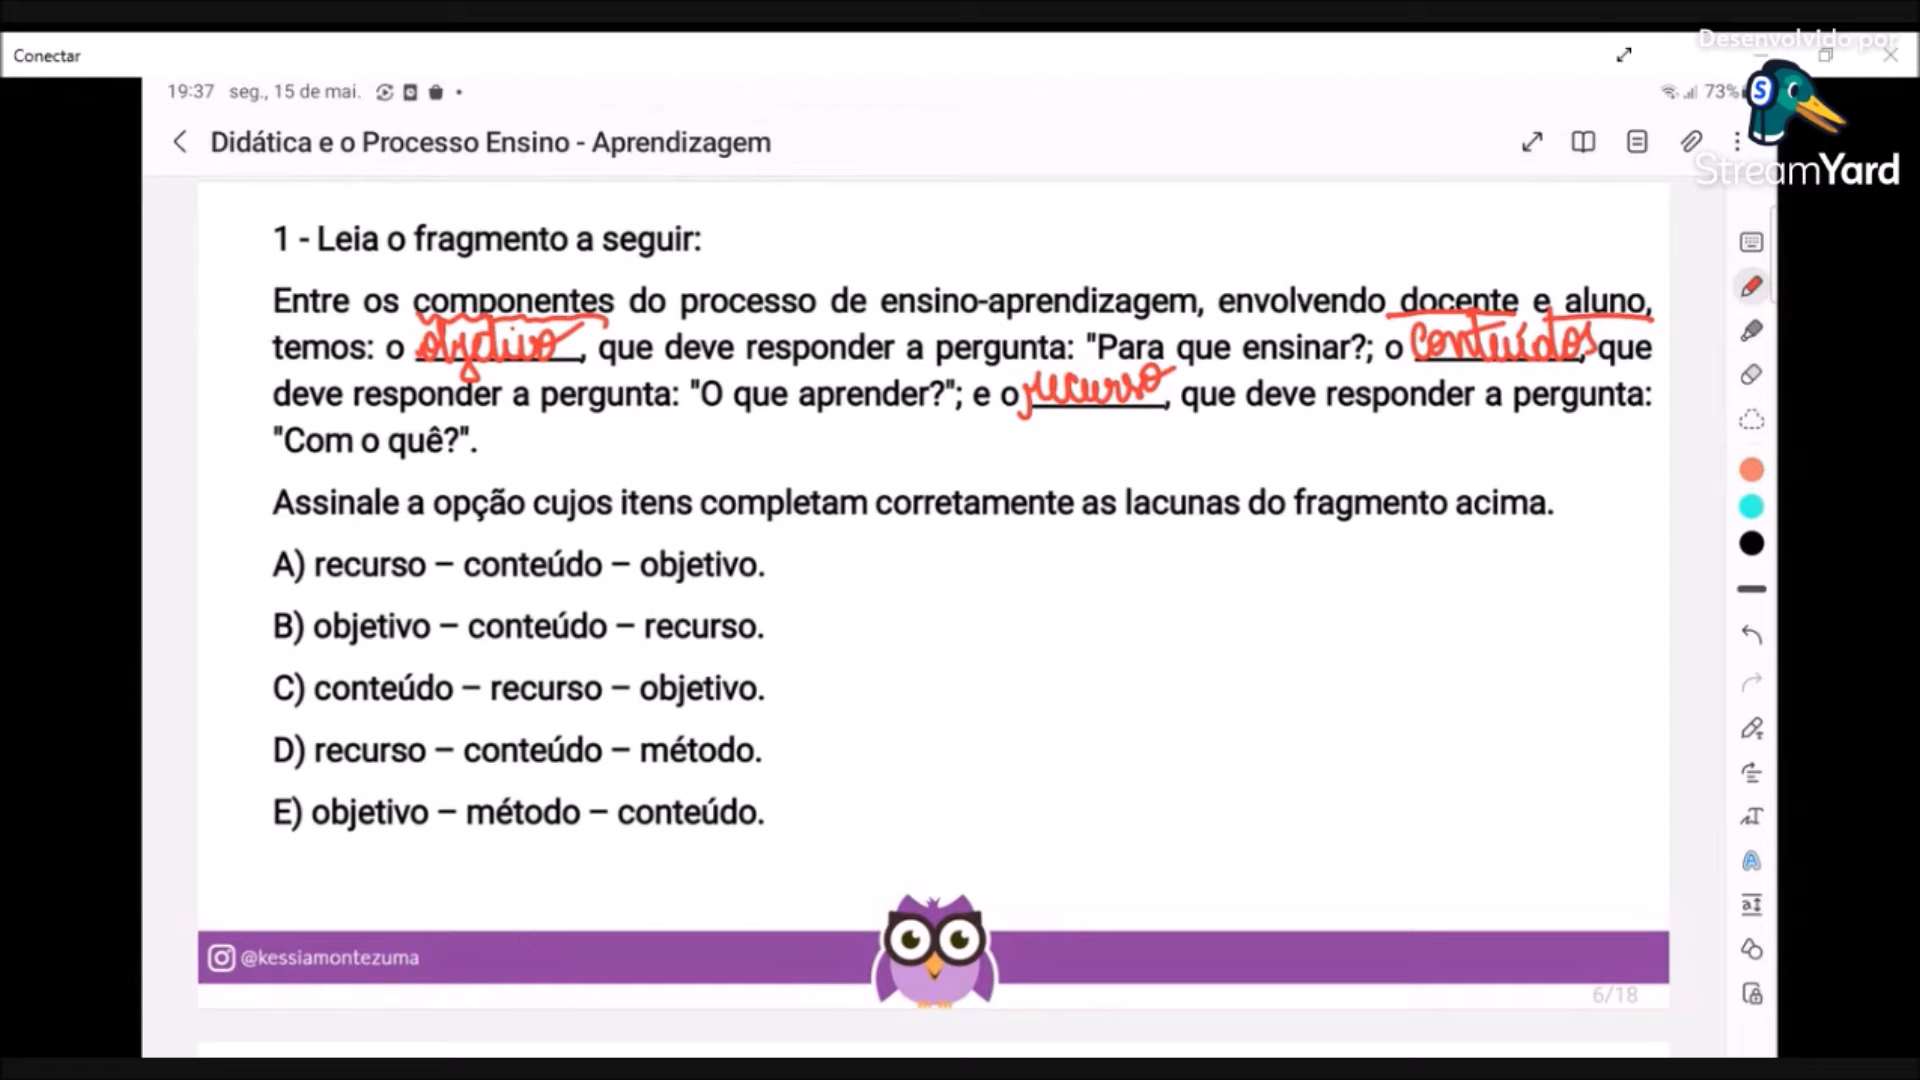 Desenvolvido por
Conectar
19:37 seg., 15 de mai.
73%
Didática e o Processo Ensino - Aprendizagem
StreamYard
1 - Leia o fragmento a seguir:
Entre os componentes do processo de ensino-aprendizagem, envolvendo docente e aluno,
temos: o objetivo, que deve responder a pergunta: "Para que ensinar?; o conteúdos, que
deve responder a pergunta: "O que aprender?"; e o recurso, que deve responder a pergunta:
"Com o quê?".
Assinale a opção cujos itens completam corretamente as lacunas do fragmento acima.
A) recurso – conteúdo – objetivo.
B) objetivo – conteúdo – recurso.
C) conteúdo – recurso – objetivo.
D) recurso – conteúdo – método.
E) objetivo – método – conteúdo.
@kessiamontezuma
6/18